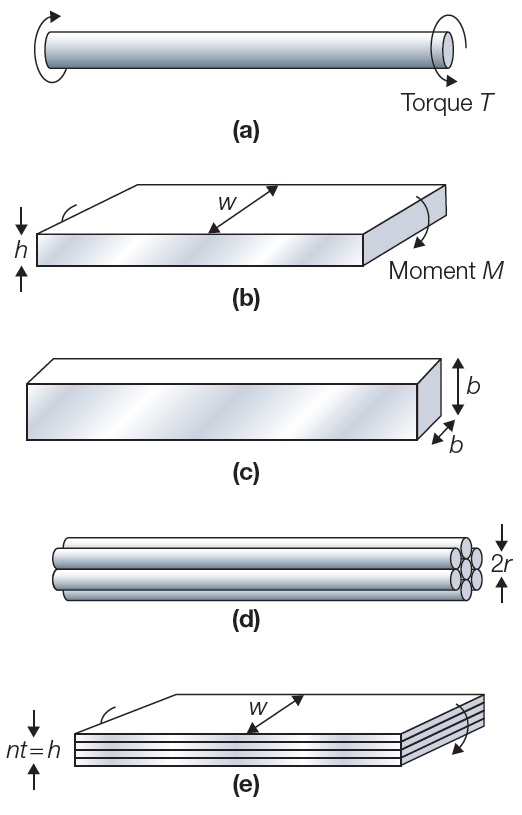 Torque T
(a)
w
h
Moment M
(b)
b
b
(c)
2r
(d)
w
nt=h
(e)